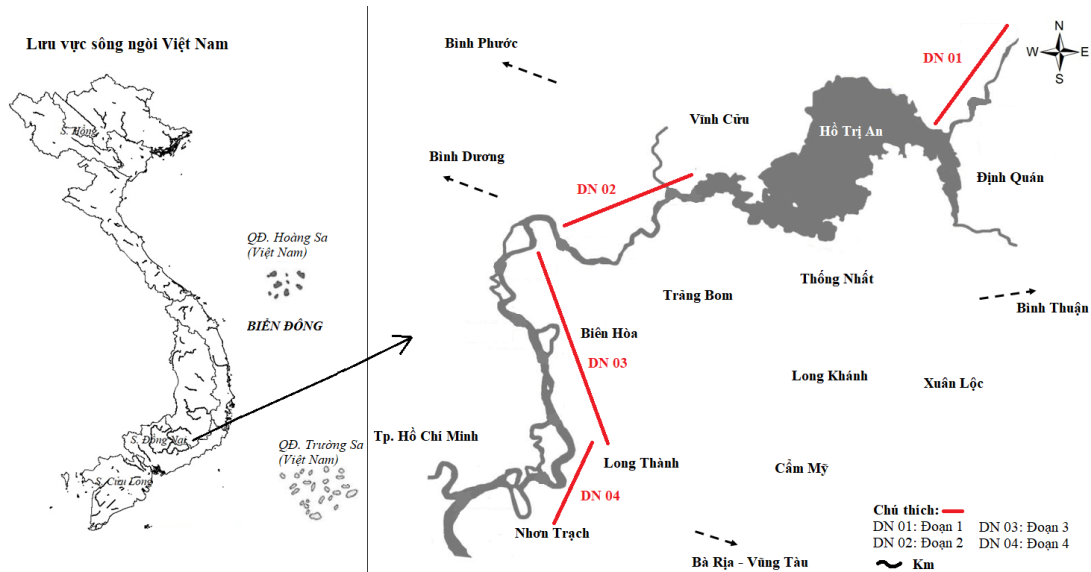 Lưu vực sông ngòi Việt Nam
S. Hồng
QĐ. Hoàng Sa
(Việt Nam)
BIỂN ĐÔNG
S. Đồng Nai
QĐ. Trường Sa
(Việt Nam)
S. Cửu Long
N
W E
S
Bình Phước
DN 01
Vĩnh Cửu
Hồ Trị An
Bình Dương
DN 02
Định Quán
Thống Nhất
Trảng Bom
Bình Thuận
Biên Hòa
DN 03
Long Khánh
Xuân Lộc
Tp. Hồ Chí Minh
Long Thành
Cẩm Mỹ
DN 04
Nhơn Trạch
Chú thích:
DN 01: Đoạn 1 DN 03: Đoạn 3
DN 02: Đoạn 2 DN 04: Đoạn 4
Km
Bà Rịa - Vũng Tàu